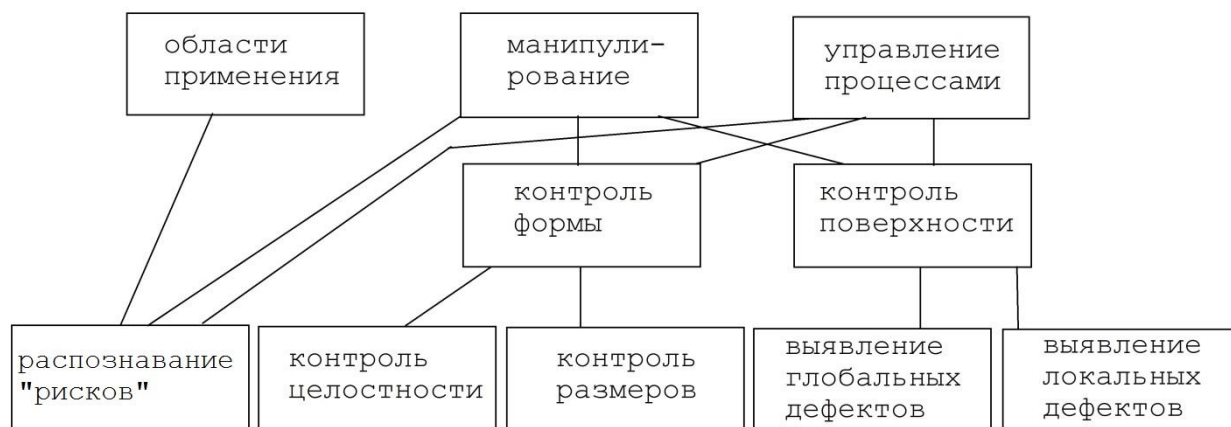 области
применения
манипули-
рование
управление
процессами
контроль
формы
контроль
поверхности
распознавание
"рисков"
контроль
целостности
контроль
размеров
выявление
глобальных
дефектов
выявление
локальных
дефектов